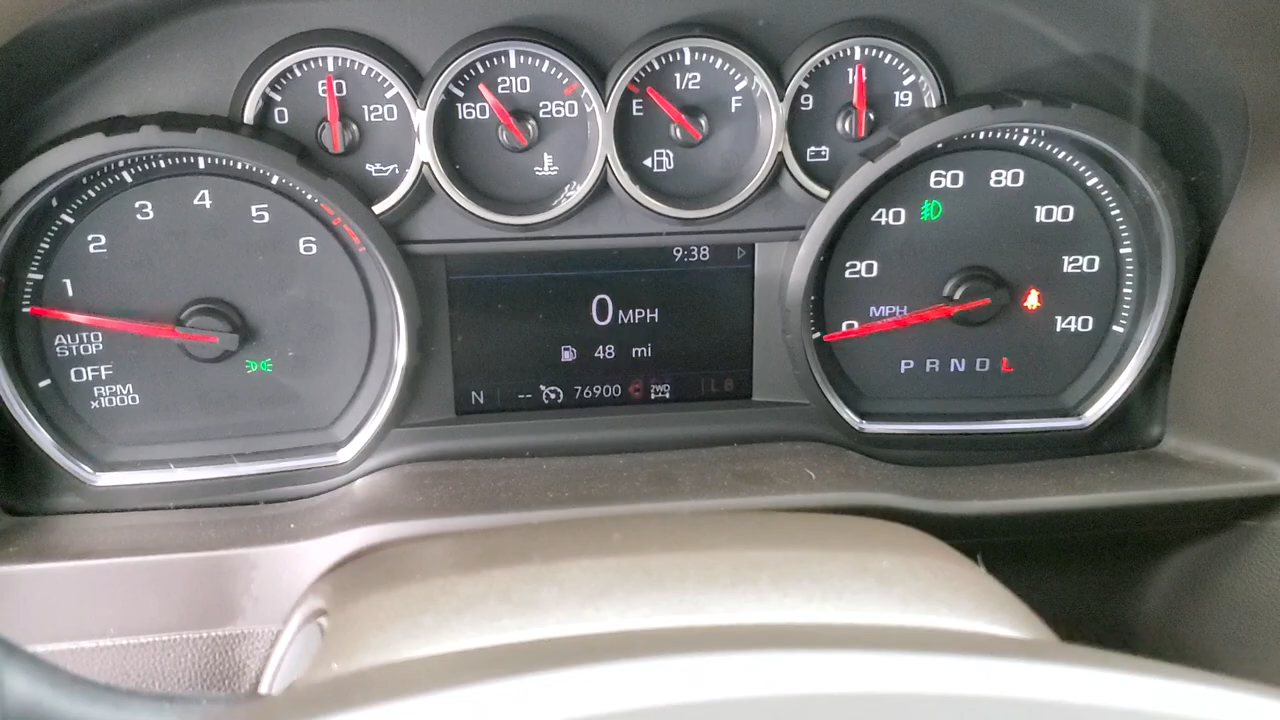 0 60 120
160 210 260
E 1/2 F
9 14 19
1 2 3 4 5 6
AUTO
STOP
OFF
RPM
x1000
9:38
0 MPH
48 mi
N -- 76900 2WD L 8
0 20 40 60 80 100 120 140
MPH
P R N D L